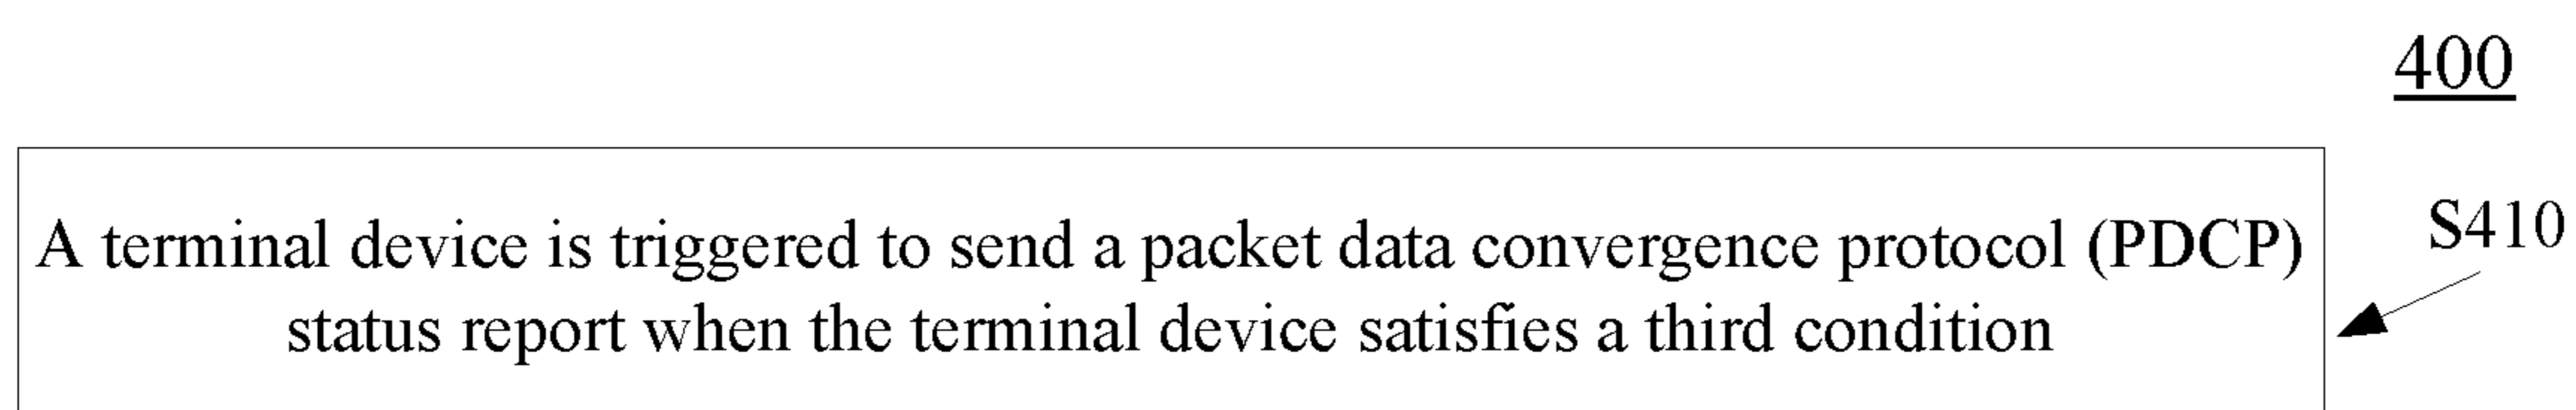 400
A terminal device is triggered to send a packet data convergence protocol (PDCP)
status report when the terminal device satisfies a third condition
S410